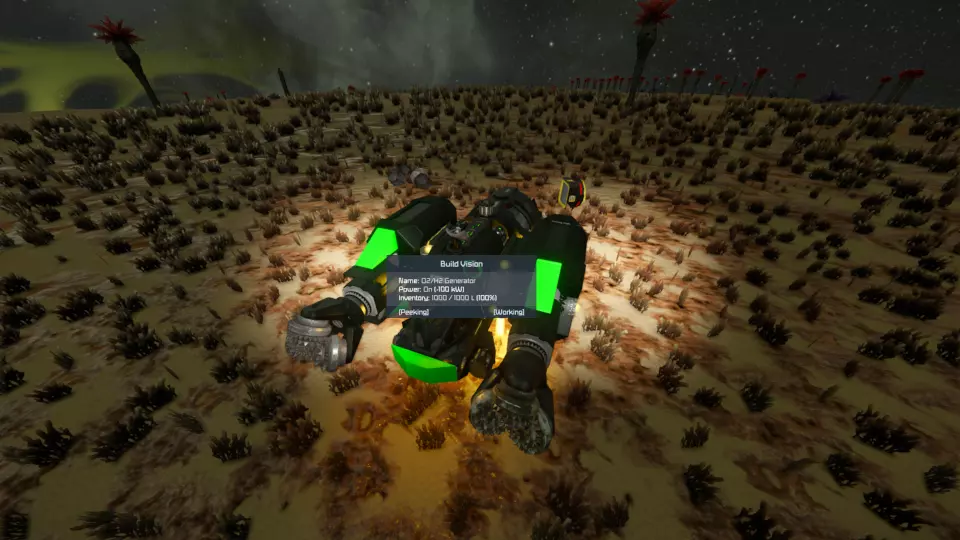 Build Vision
Name: O2/H2 Generator
Power: On (-100 kW)
Inventory: 1000 / 1000 L (100%)
[Peeking] [Working]